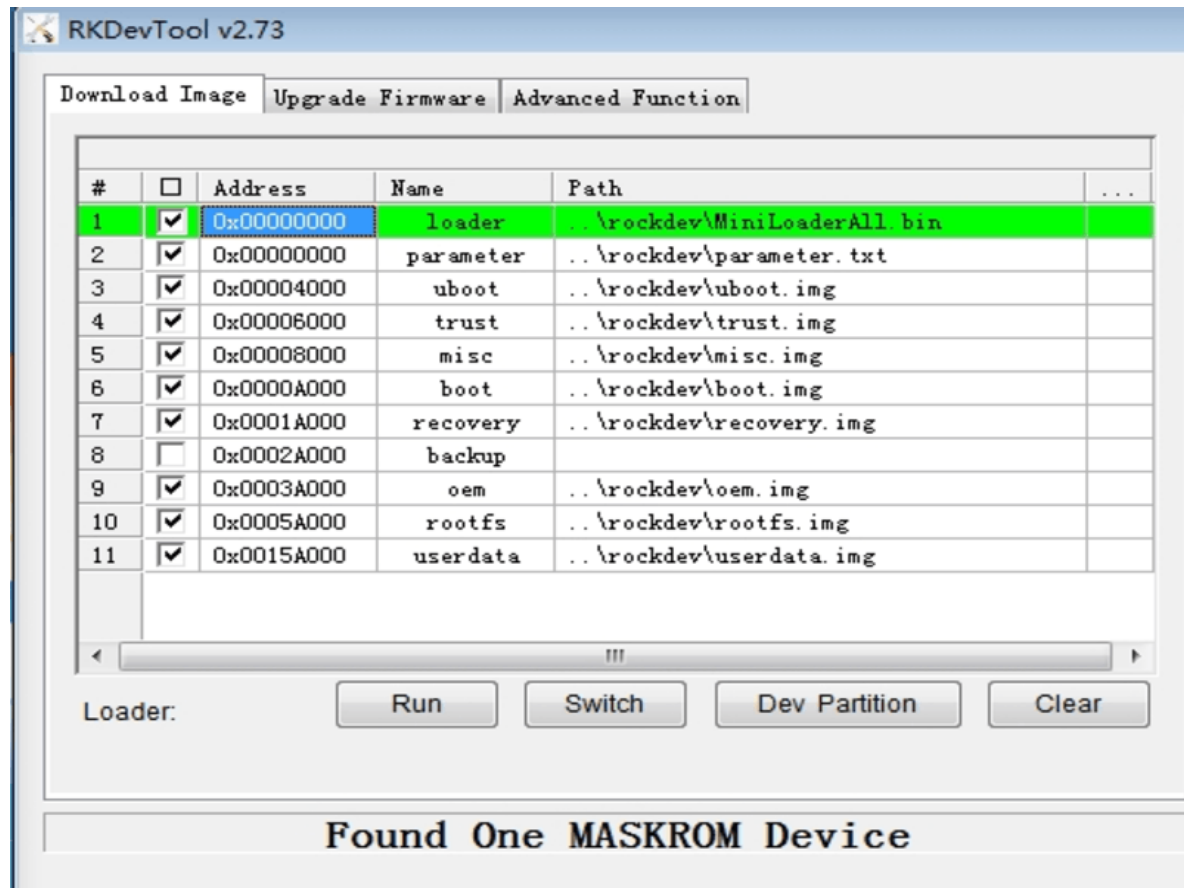 RKDevTool v2.73
Download Image Upgrade Firmware Advanced Function
# Address Name Path ...
1 0x00000000 loader ..\rockdev\MiniLoaderAll.bin
2 0x00000000 parameter ..\rockdev\parameter.txt
3 0x00004000 uboot ..\rockdev\uboot.img
4 0x00006000 trust ..\rockdev\trust.img
5 0x00008000 misc ..\rockdev\misc.img
6 0x0000A000 boot ..\rockdev\boot.img
7 0x0001A000 recovery ..\rockdev\recovery.img
8 0x0002A000 backup
9 0x0003A000 oem ..\rockdev\oem.img
10 0x0005A000 rootfs ..\rockdev\rootfs.img
11 0x0015A000 userdata ..\rockdev\userdata.img
Loader: Run Switch Dev Partition Clear
Found One MASKROM Device